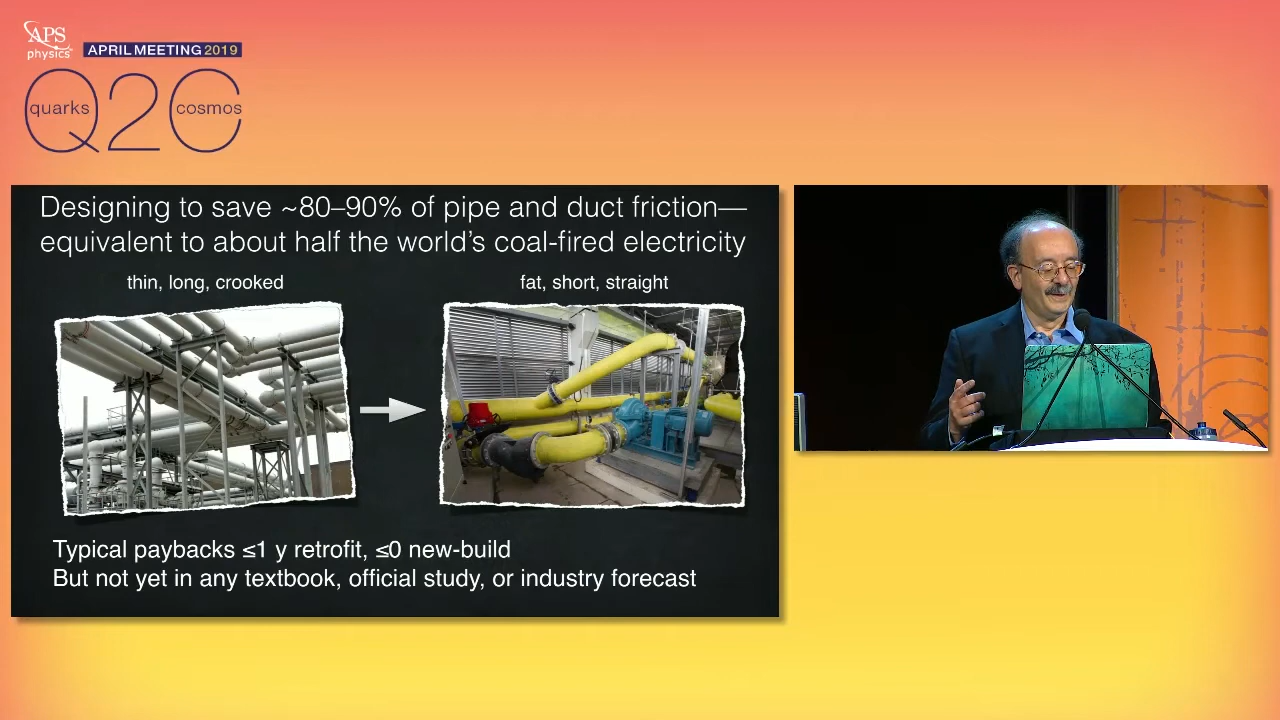 APS
physics
APRIL MEETING 2019
Q2C
quarks
cosmos
Designing to save ~80–90% of pipe and duct friction—
equivalent to about half the world’s coal-fired electricity
thin, long, crooked
fat, short, straight
Typical paybacks ≤1 y retrofit, ≤0 new-build
But not yet in any textbook, official study, or industry forecast